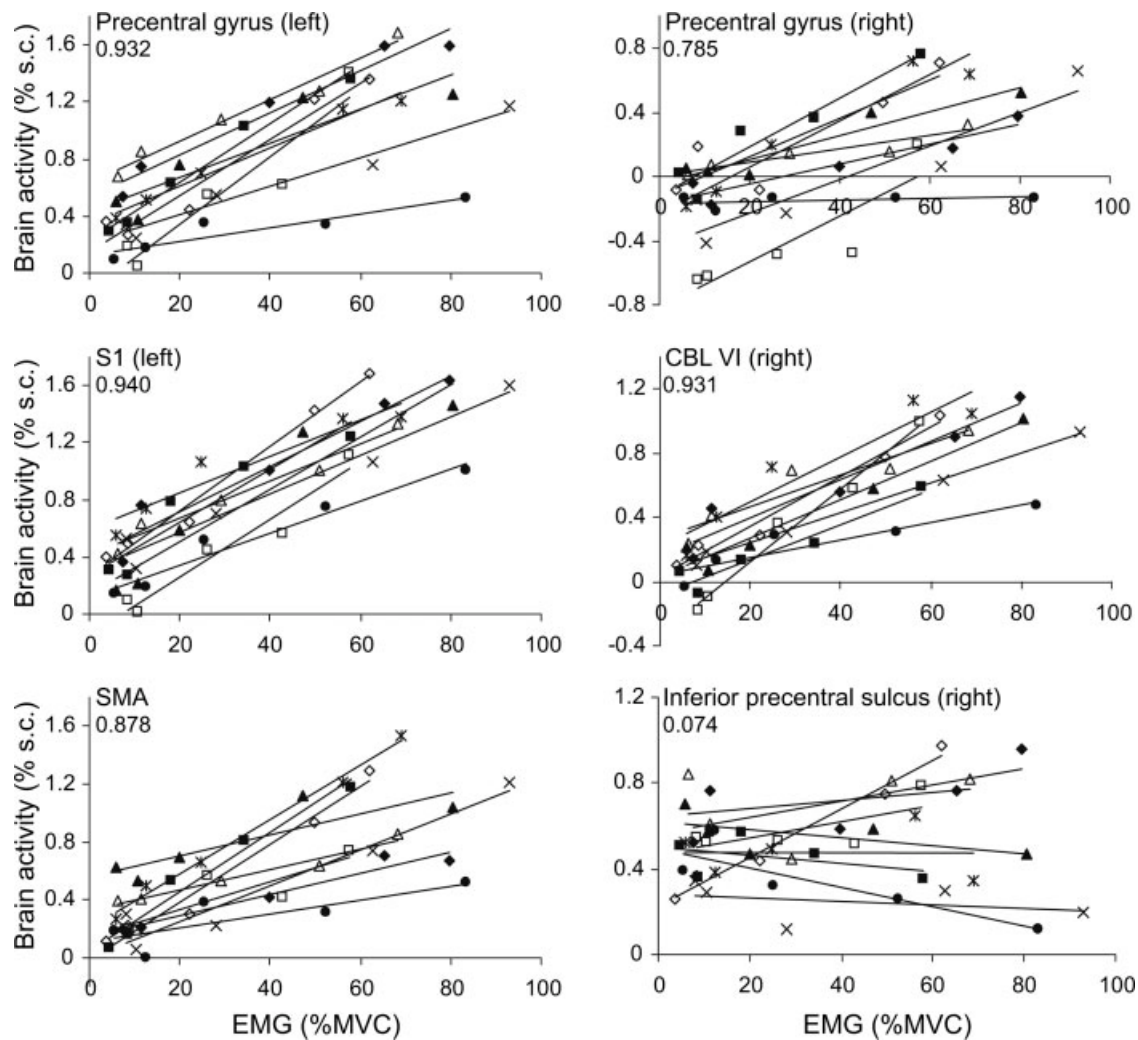 Precentral gyrus (left)
0.932
Brain activity (% s.c.)
1.6
1.2
0.8
0.4
0
0 20 40 60 80 100
Precentral gyrus (right)
0.785
0.8
0.4
0
-0.4
-0.8
20 40 60 80 100
S1 (left)
0.940
Brain activity (% s.c.)
1.6
1.2
0.8
0.4
0
0 20 40 60 80 100
CBL VI (right)
0.931
1.2
0.8
0.4
0
-0.4
20 40 60 80 100
SMA
0.878
Brain activity (% s.c.)
1.6
1.2
0.8
0.4
0
0 20 40 60 80 100
EMG (%MVC)
Inferior precentral sulcus (right)
0.074
1.2
0.8
0.4
0
0 20 40 60 80 100
EMG (%MVC)